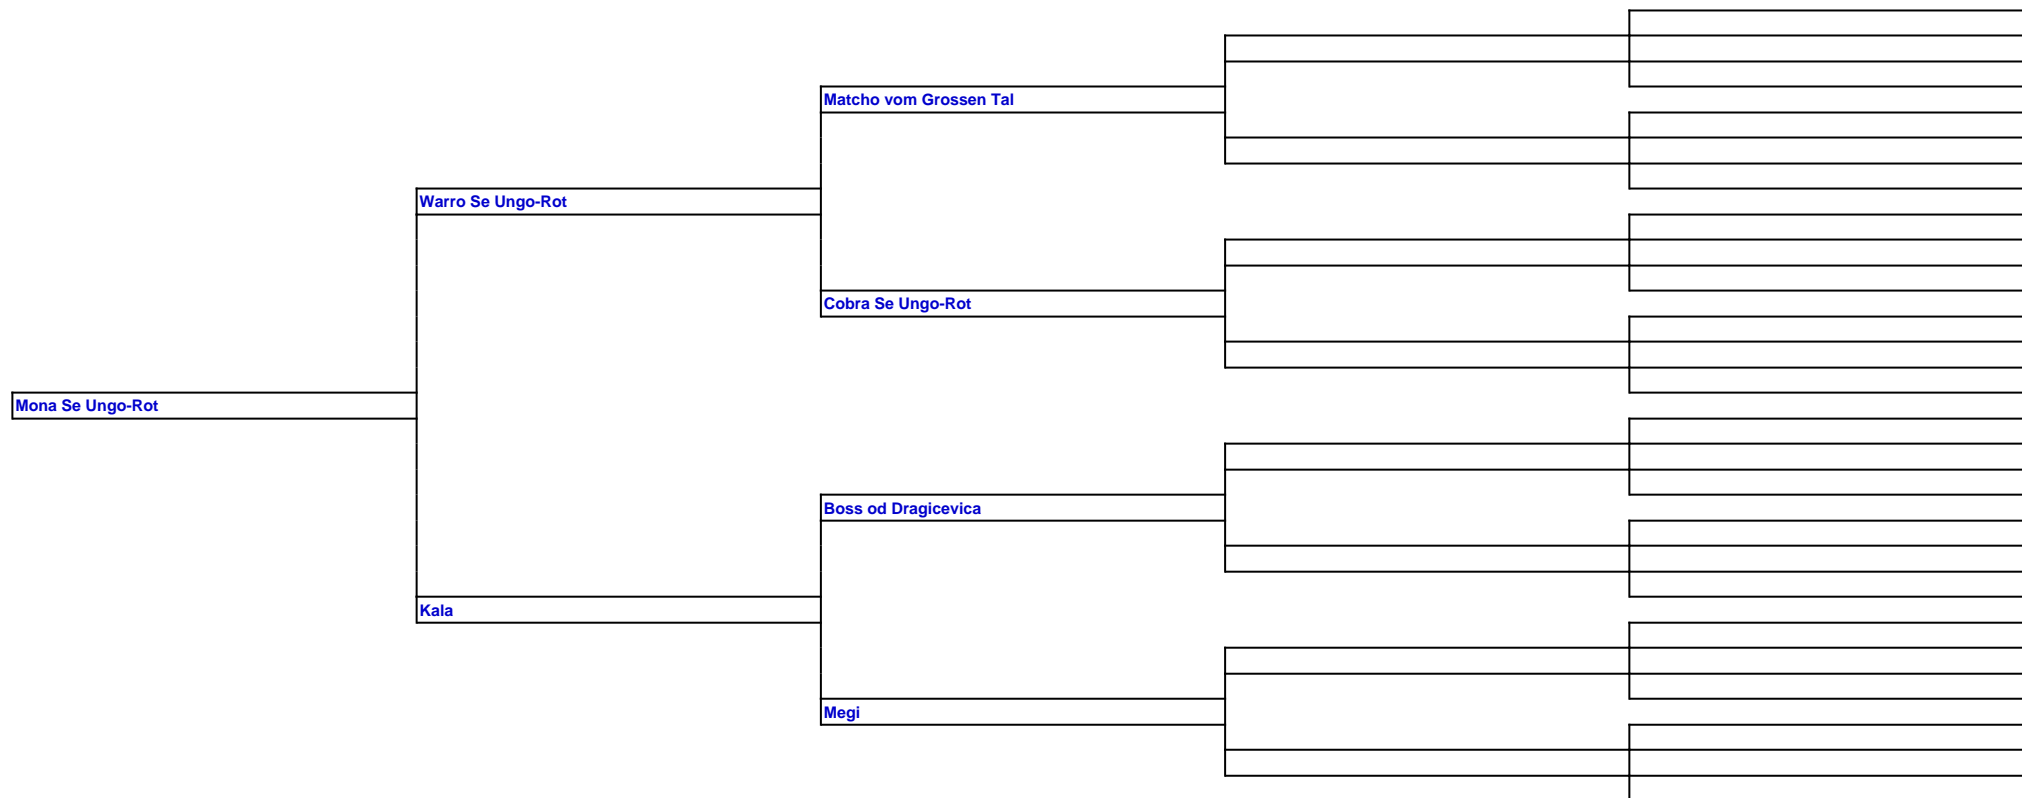 Matcho vom Grossen Tal
Warro Se Ungo-Rot
Cobra Se Ungo-Rot
Mona Se Ungo-Rot
Boss od Dragicevica
Kala
Megi